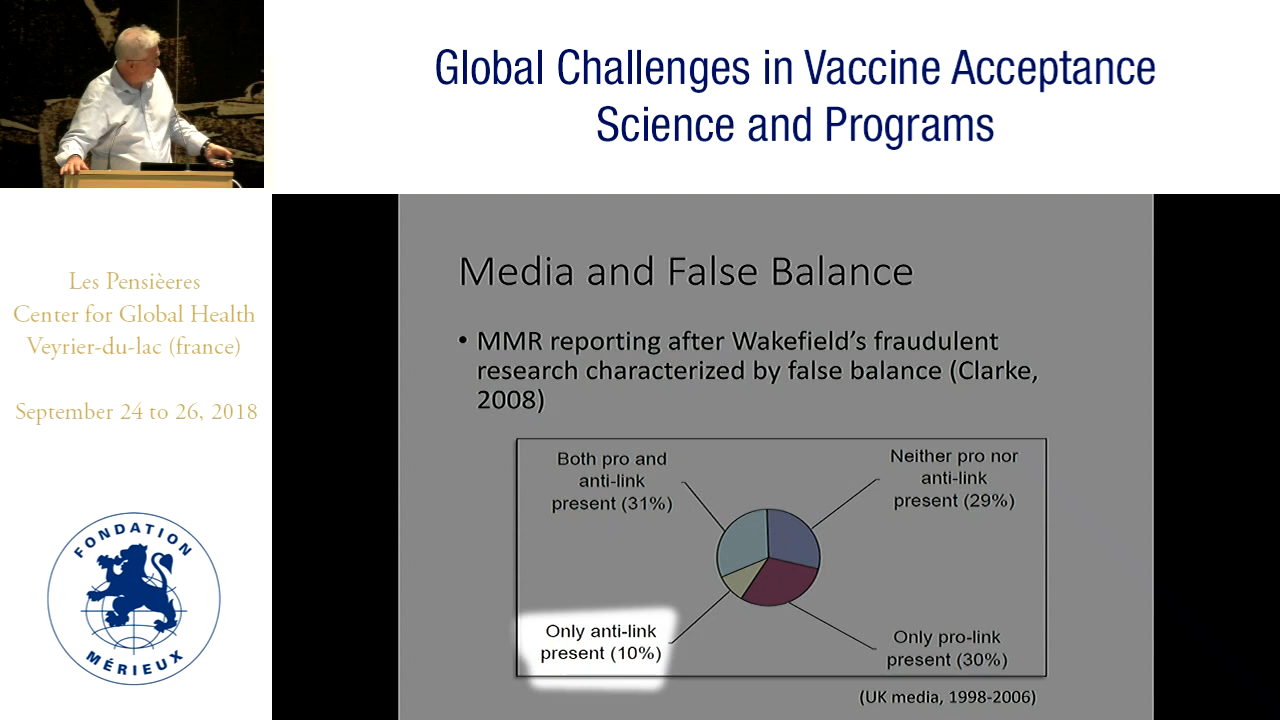 Global Challenges in Vaccine Acceptance
Science and Programs
Les Pensièeres
Center for Global Health
Veyrier-du-lac (france)
September 24 to 26, 2018
FONDATION
MÉRIEUX
Media and False Balance
• MMR reporting after Wakefield’s fraudulent
research characterized by false balance (Clarke,
2008)
Both pro and
anti-link
present (31%)
Neither pro nor
anti-link
present (29%)
Only anti-link
present (10%)
Only pro-link
present (30%)
(UK media, 1998-2006)